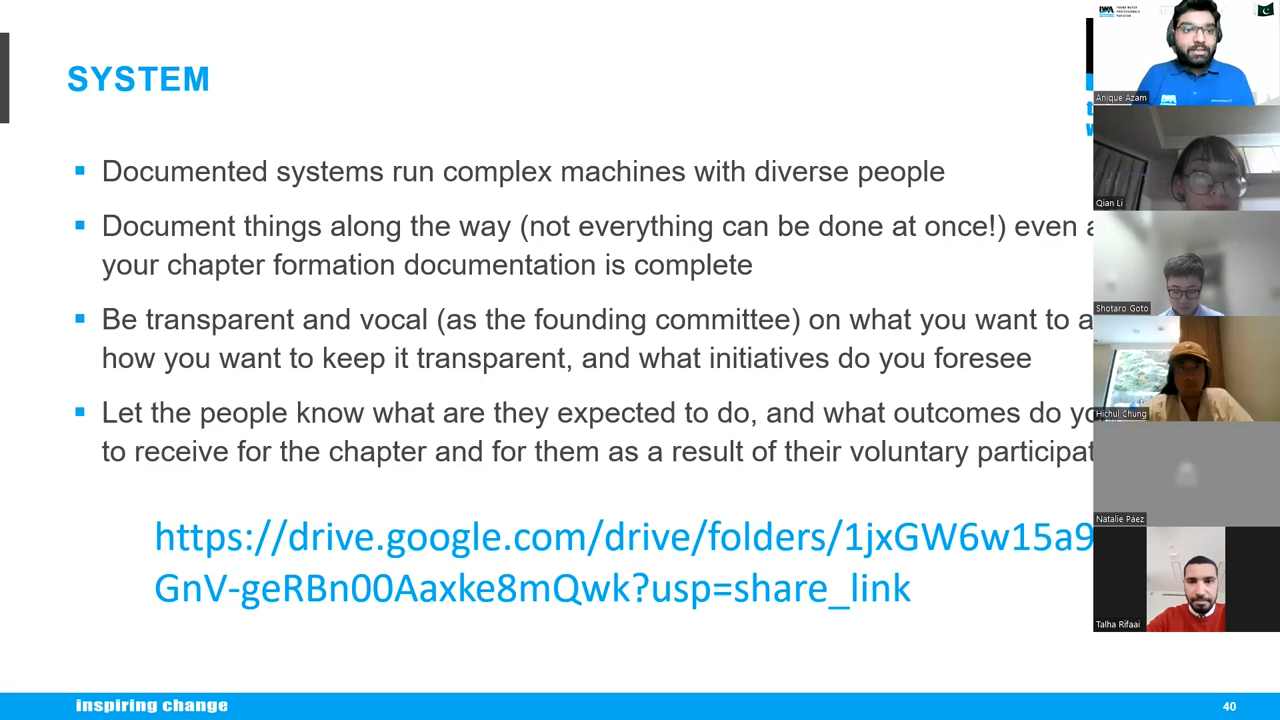 SYSTEM
Documented systems run complex machines with diverse people
Document things along the way (not everything can be done at once!) even
your chapter formation documentation is complete
Be transparent and vocal (as the founding committee) on what you want to
how you want to keep it transparent, and what initiatives do you foresee
Let the people know what are they expected to do, and what outcomes do
to receive for the chapter and for them as a result of their voluntary
https://drive.google.com/drive/folders/1jxGW6w15a9
GnV-geRBn00Aaxke8mQwk?usp=share_link
inspiring change
40
IWA YOUNG WATER
PROFESSIONALS
PAKISTAN
Anique Azam
Qian Li
Shotaro Goto
Hichul Chung
Natalie Páez
Talha Rifaai